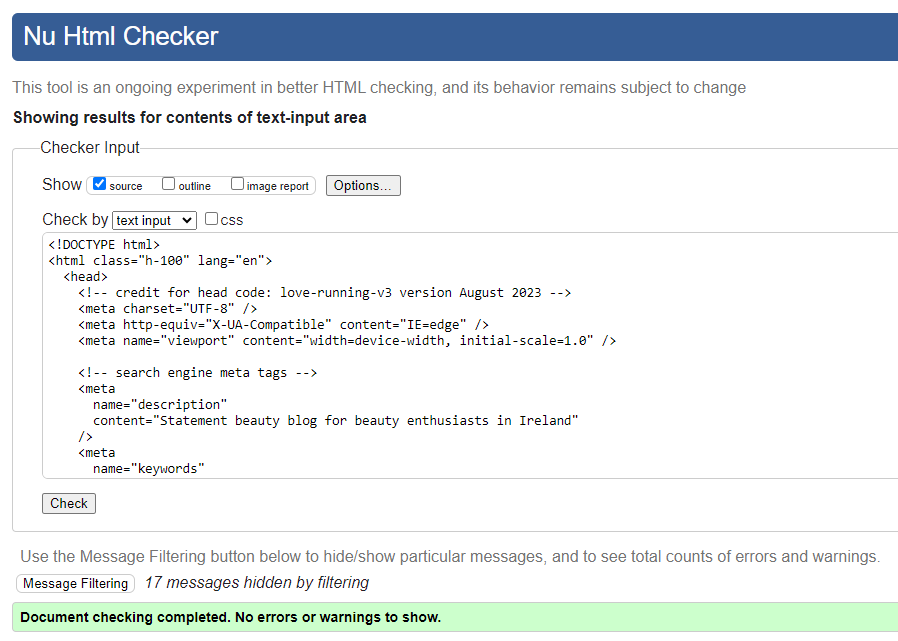 Nu Html Checker
This tool is an ongoing experiment in better HTML checking, and its behavior remains subject to change
Showing results for contents of text-input area
Checker Input
Show source outline image report Options...
Check by text input css
<!DOCTYPE html>
<html class="h-100" lang="en">
<head>
<!-- credit for head code: love-running-v3 version August 2023 -->
<meta charset="UTF-8" />
<meta http-equiv="X-UA-Compatible" content="IE=edge" />
<meta name="viewport" content="width=device-width, initial-scale=1.0" />
<!-- search engine meta tags -->
<meta
name="description"
content="Statement beauty blog for beauty enthusiasts in Ireland"
/>
<meta
name="keywords"
Check
Use the Message Filtering button below to hide/show particular messages, and to see total counts of errors and warnings.
Message Filtering 17 messages hidden by filtering
Document checking completed. No errors or warnings to show.